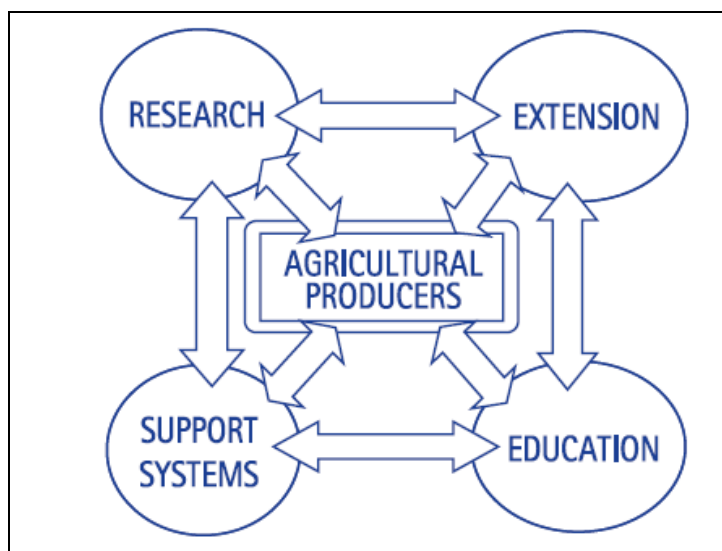 RESEARCH
EXTENSION
AGRICULTURAL
PRODUCERS
SUPPORT
SYSTEMS
EDUCATION